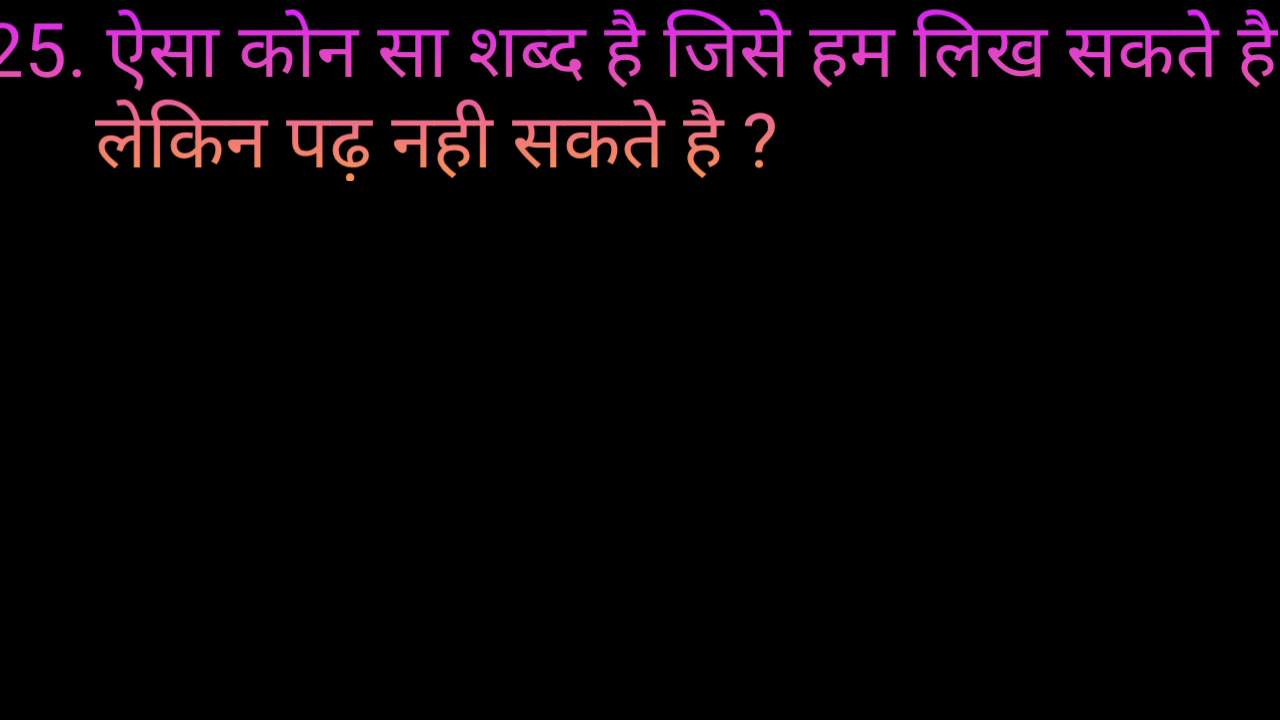 25. ऐसा कोन सा शब्द है जिसे हम लिख सकते है
लेकिन पढ़ नही सकते है ?